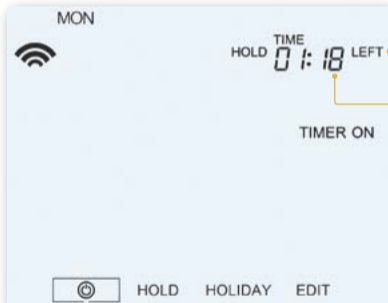 MON
TIME
HOLD 01:18 LEFT
TIMER ON
HOLD HOLIDAY EDIT